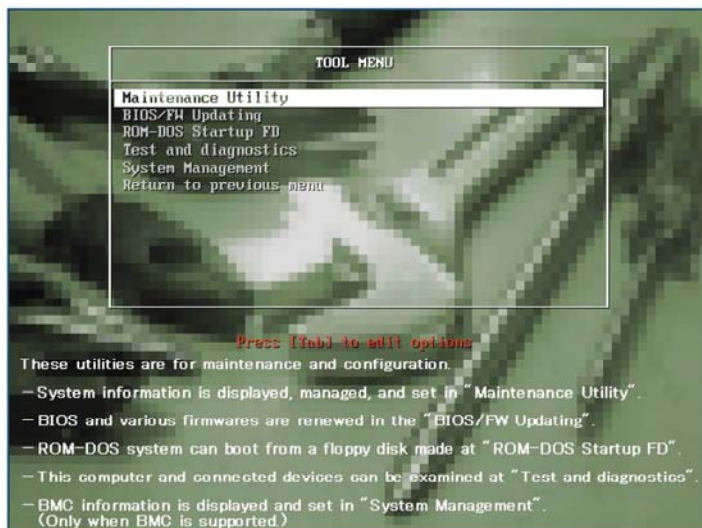 TOOL MENU
Maintenance Utility
BIOS/FW Updating
ROM-DOS Startup FD
Test and diagnostics
System Management
Return to previous menu
Press [Tab] to edit options
These utilities are for maintenance and configuration.
－System information is displayed, managed, and set in "Maintenance Utility".
－BIOS and various firmwares are renewed in the "BIOS/FW Updating".
－ROM-DOS system can boot from a floppy disk made at "ROM-DOS Startup FD".
－This computer and connected devices can be examined at "Test and diagnostics".
－BMC information is displayed and set in "System Management".
(Only when BMC is supported.)